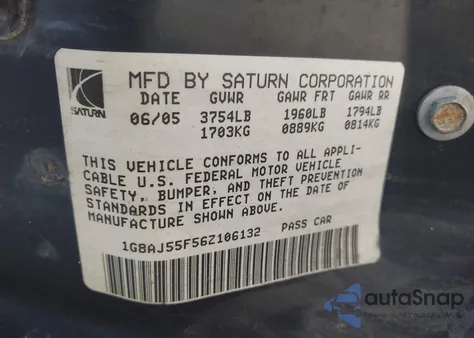 SATURN
MFD BY SATURN CORPORATION
DATE GVWR GAWR FRT GAWR RR
06/05 3754LB 1960LB 1794LB
1703KG 0889KG 0814KG
THIS VEHICLE CONFORMS TO ALL APPLI-
CABLE U.S. FEDERAL MOTOR VEHICLE
SAFETY, BUMPER, AND THEFT PREVENTION
STANDARDS IN EFFECT ON THE DATE OF
MANUFACTURE SHOWN ABOVE.
1G8AJ55F56Z106132 PASS CAR
autoSnap